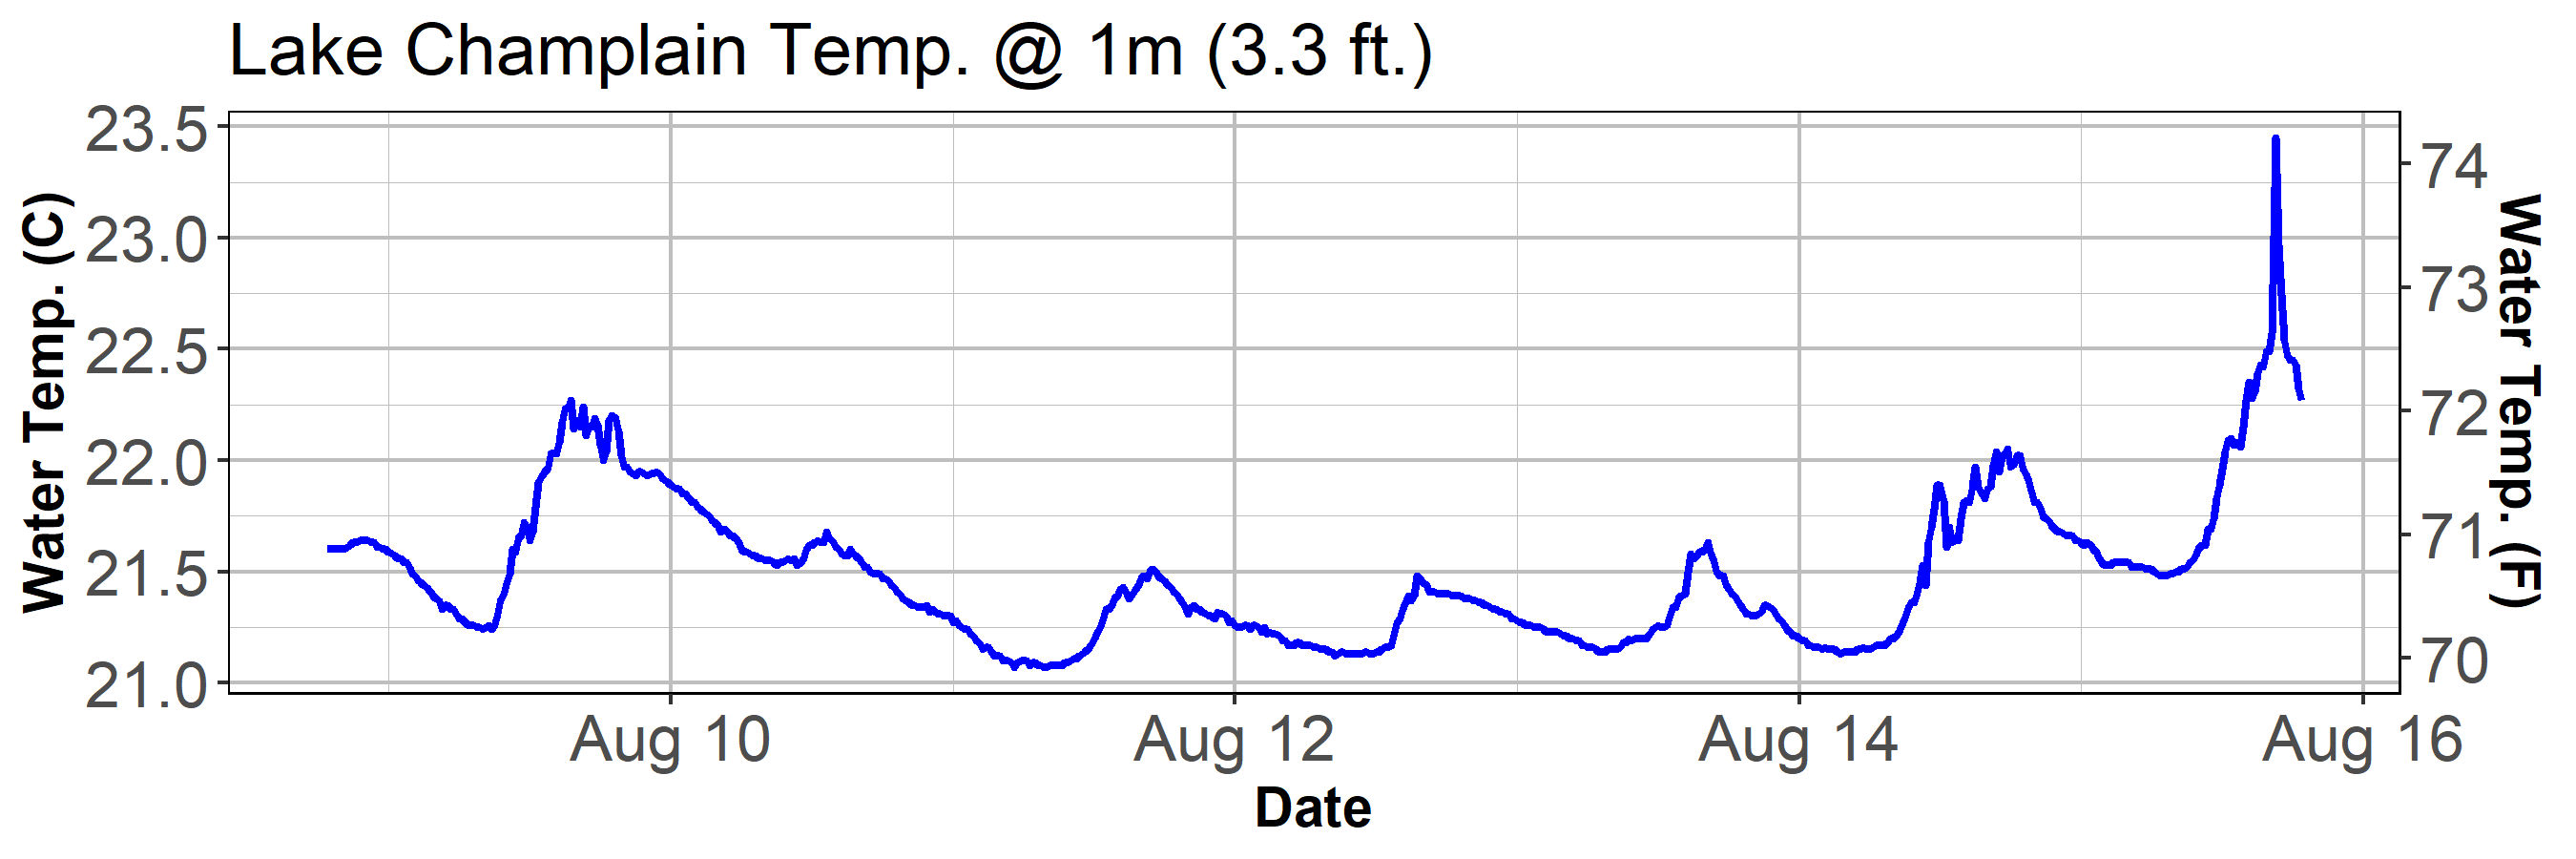 Lake Champlain Temp. @ 1m (3.3 ft.)
Water Temp. (C)
23.5
23.0
22.5
22.0
21.5
21.0
74
73
72
71
70
Water Temp. (F)
Aug 10 Aug 12 Aug 14 Aug 16
Date